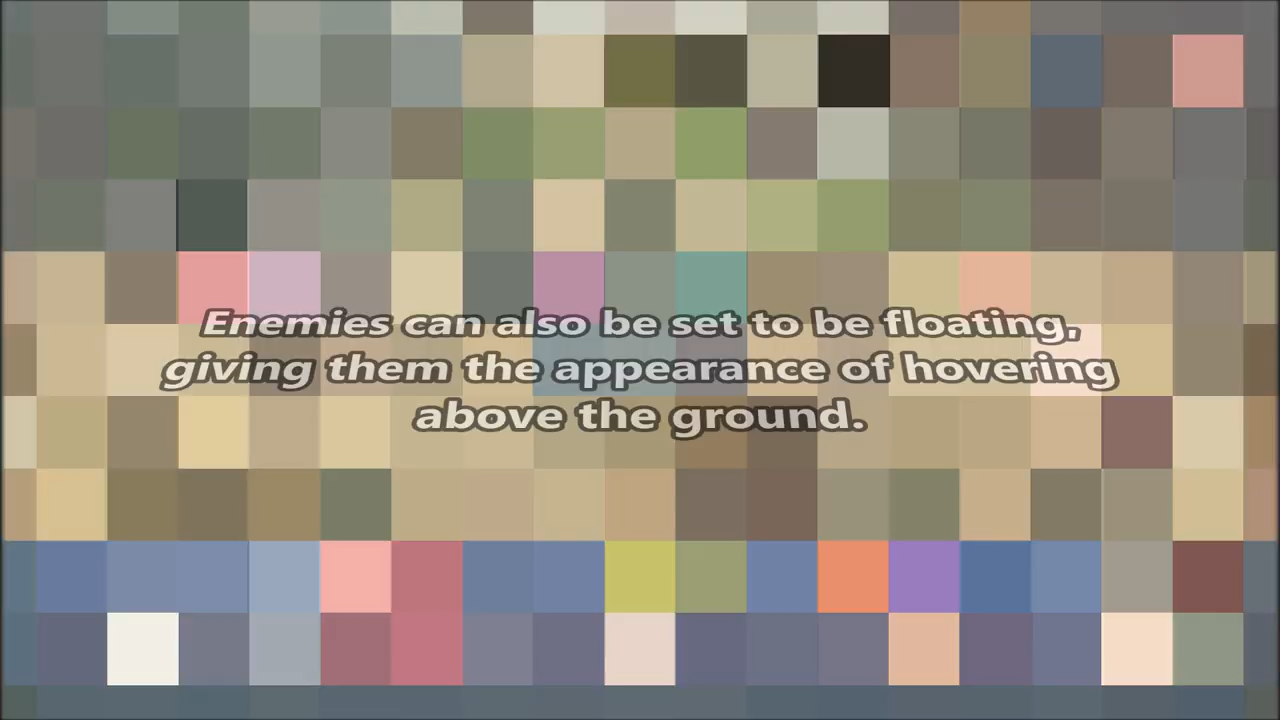 Enemies can also be set to be floating,
giving them the appearance of hovering
above the ground.